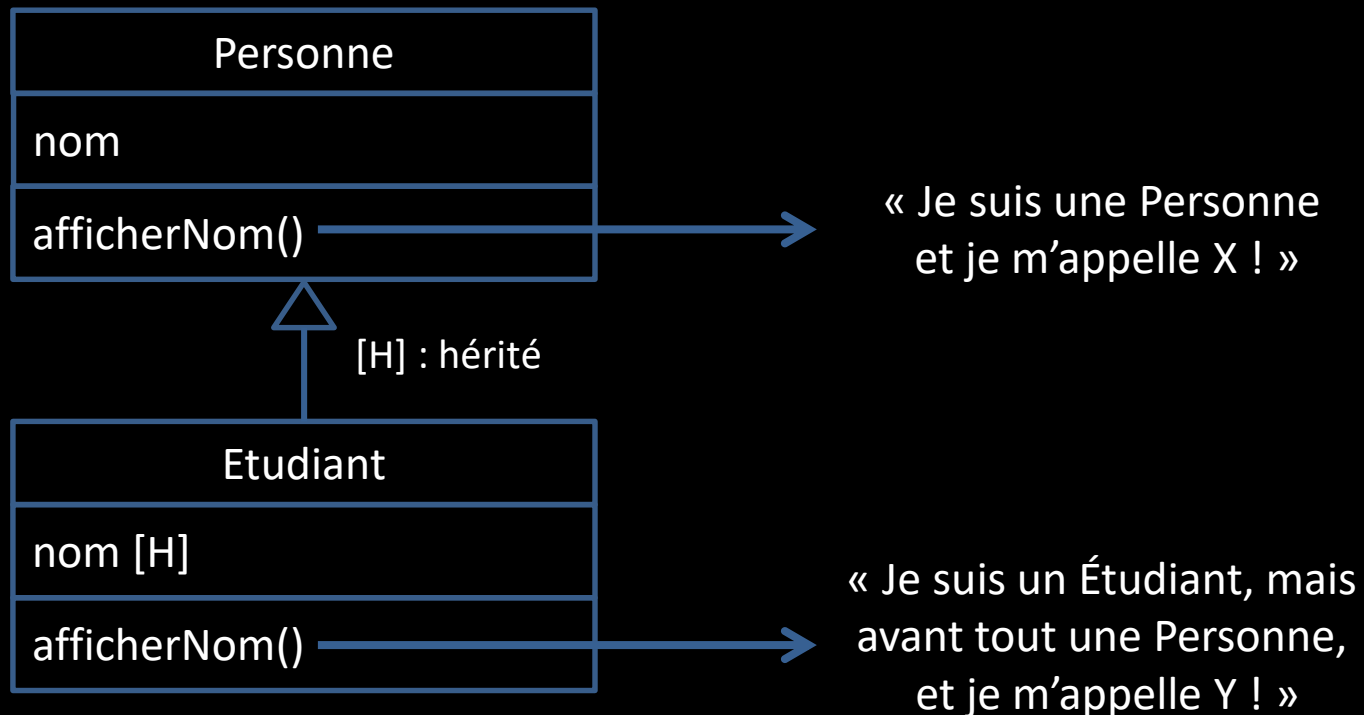 Personne
nom
afficherNom()
« Je suis une Personne
et je m’appelle X ! »
[H] : hérité
Etudiant
nom [H]
afficherNom()
« Je suis un Étudiant, mais
avant tout une Personne,
et je m’appelle Y ! »